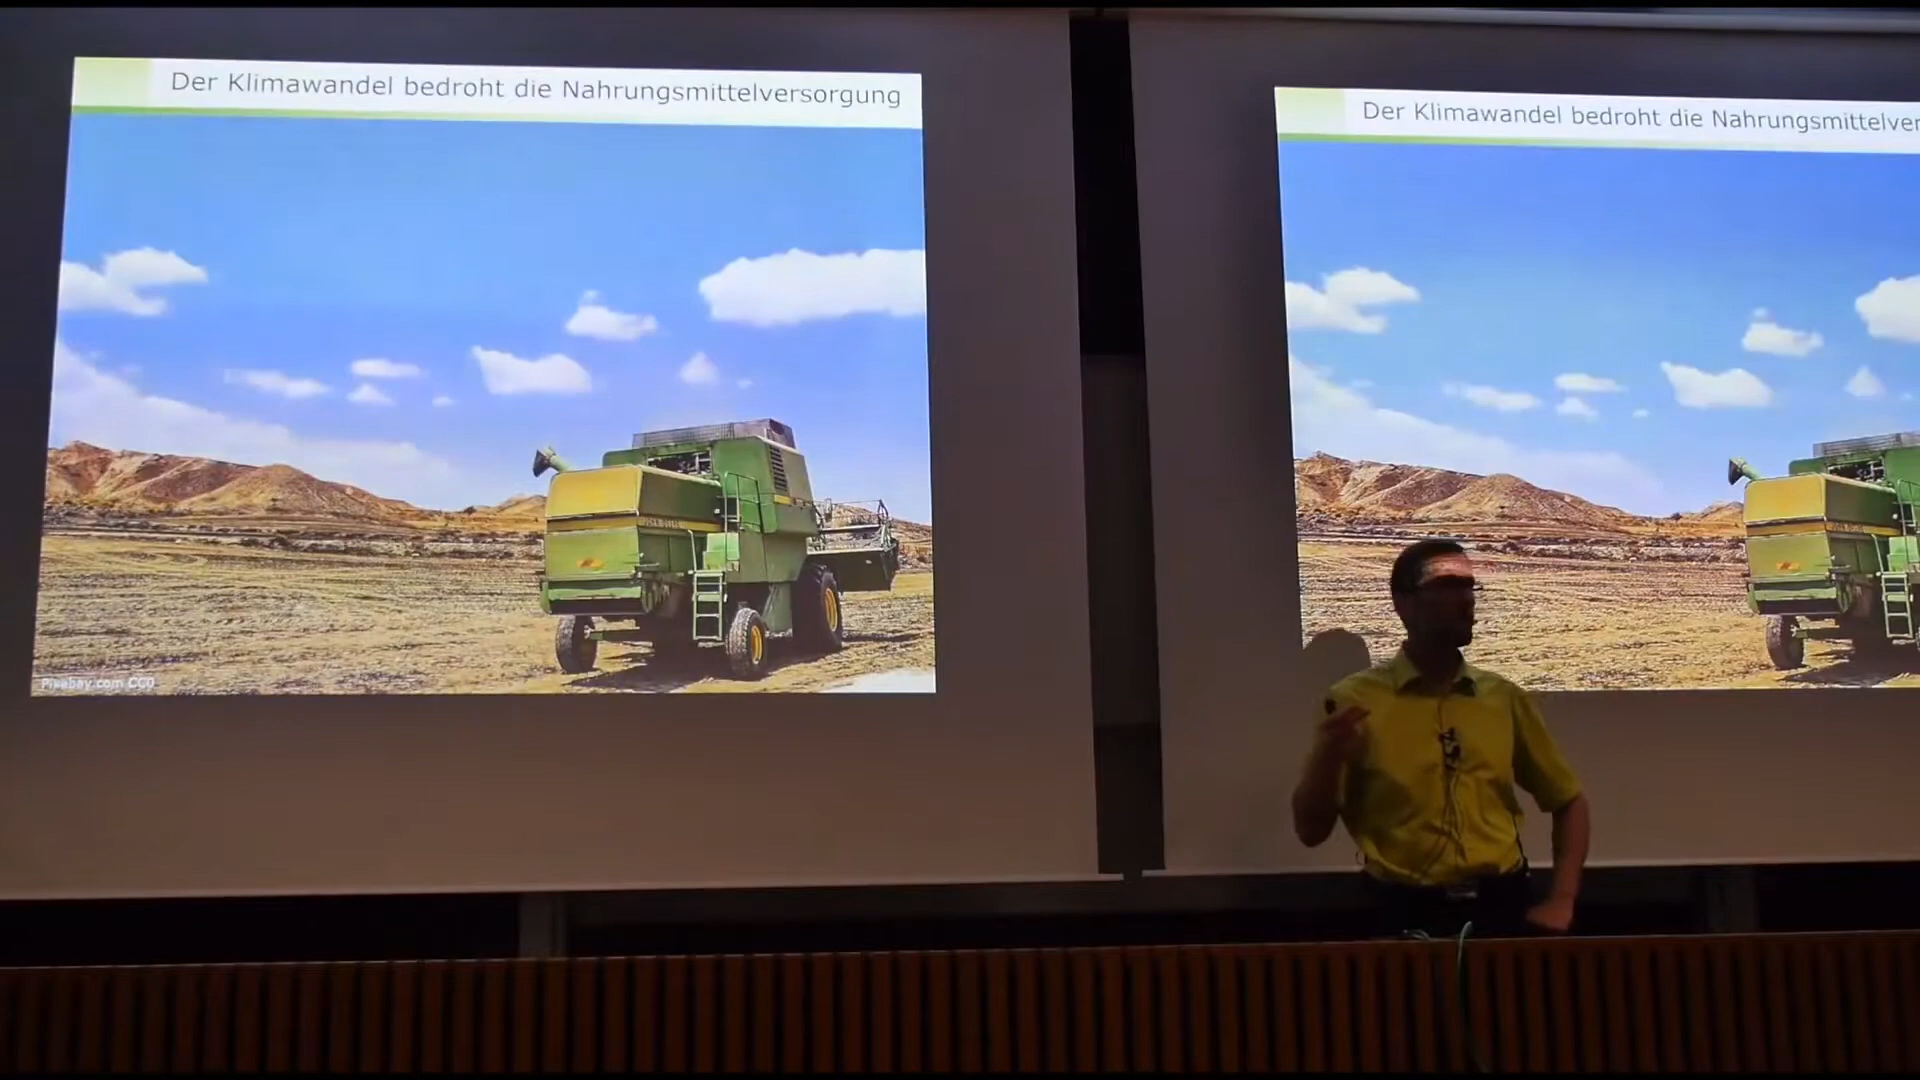 Der Klimawandel bedroht die Nahrungsmittelversorgung
Der Klimawandel bedroht die Nahrungsmittelver
Pixabay.com CC0